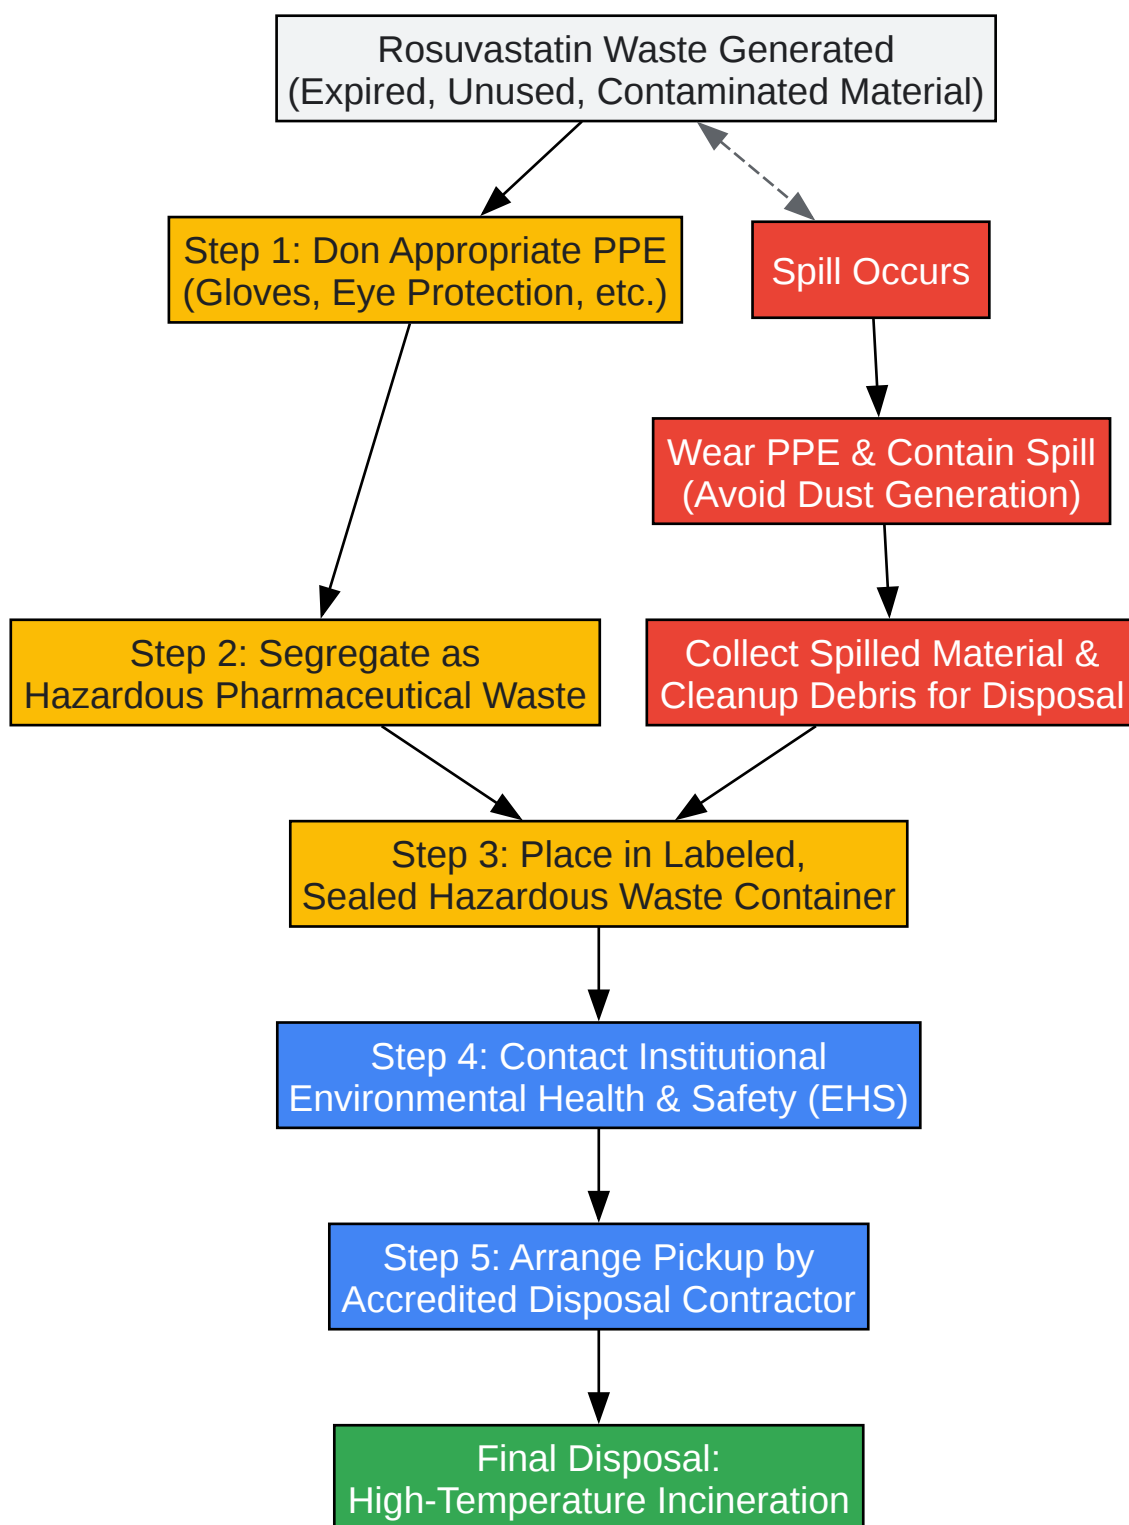 Rosuvastatin Waste Generated
(Expired, Unused, Contaminated Material)
Step 1: Don Appropriate PPE
(Gloves, Eye Protection, etc.)
Spill Occurs
Wear PPE & Contain Spill
(Avoid Dust Generation)
Step 2: Segregate as
Hazardous Pharmaceutical Waste
Collect Spilled Material &
Cleanup Debris for Disposal
Step 3: Place in Labeled,
Sealed Hazardous Waste Container
Step 4: Contact Institutional
Environmental Health & Safety (EHS)
Step 5: Arrange Pickup by
Accredited Disposal Contractor
Final Disposal:
High-Temperature Incineration